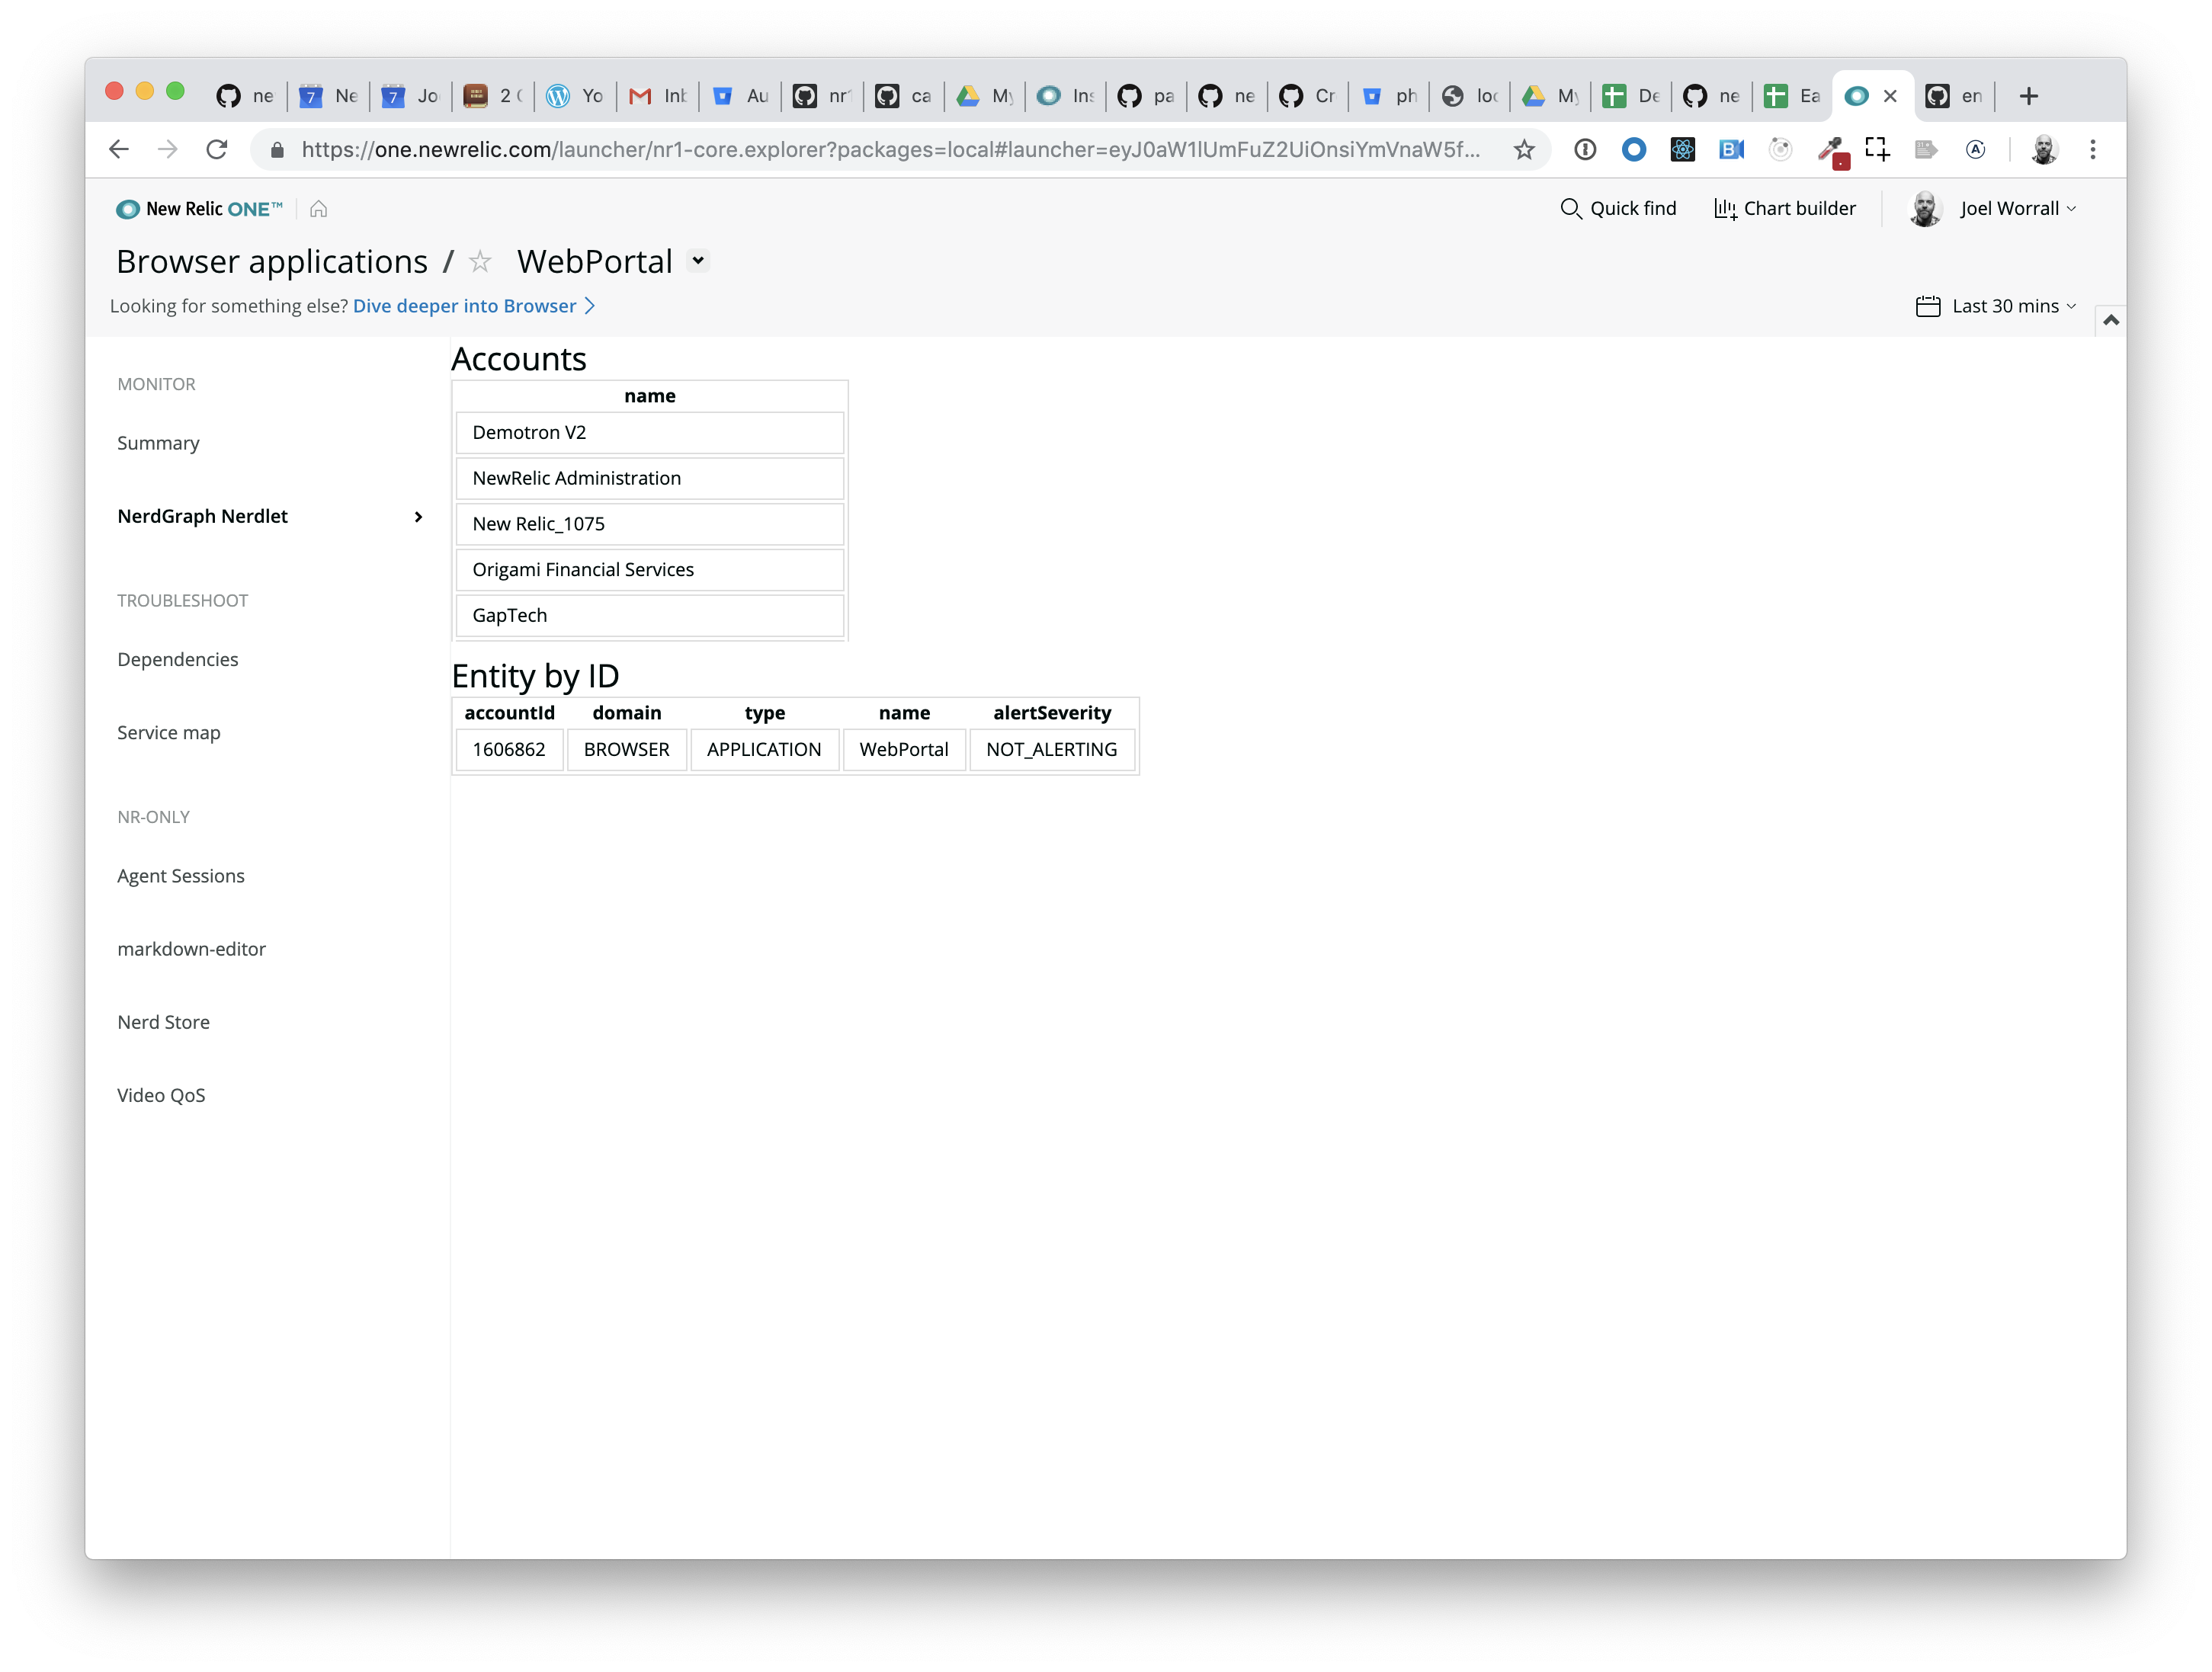 ne 7 Ne 7 Jo 2 ( Yo Inb Au nr ca My Ins pa ne Cr ph loc My De ne Ea en
https://one.newrelic.com/launcher/nr1-core.explorer?packages=local#launcher=eyJ0aW1lUmFuZ2UiOnsiYmVnaW5f...
New Relic ONE™ Quick find Chart builder Joel Worrall
Browser applications / WebPortal
Looking for something else? Dive deeper into Browser Last 30 mins
MONITOR
Summary
NerdGraph Nerdlet
TROUBLESHOOT
Dependencies
Service map
NR-ONLY
Agent Sessions
markdown-editor
Nerd Store
Video QoS
Accounts
name
Demotron V2
NewRelic Administration
New Relic_1075
Origami Financial Services
GapTech
Entity by ID
accountId domain type name alertSeverity
1606862 BROWSER APPLICATION WebPortal NOT_ALERTING